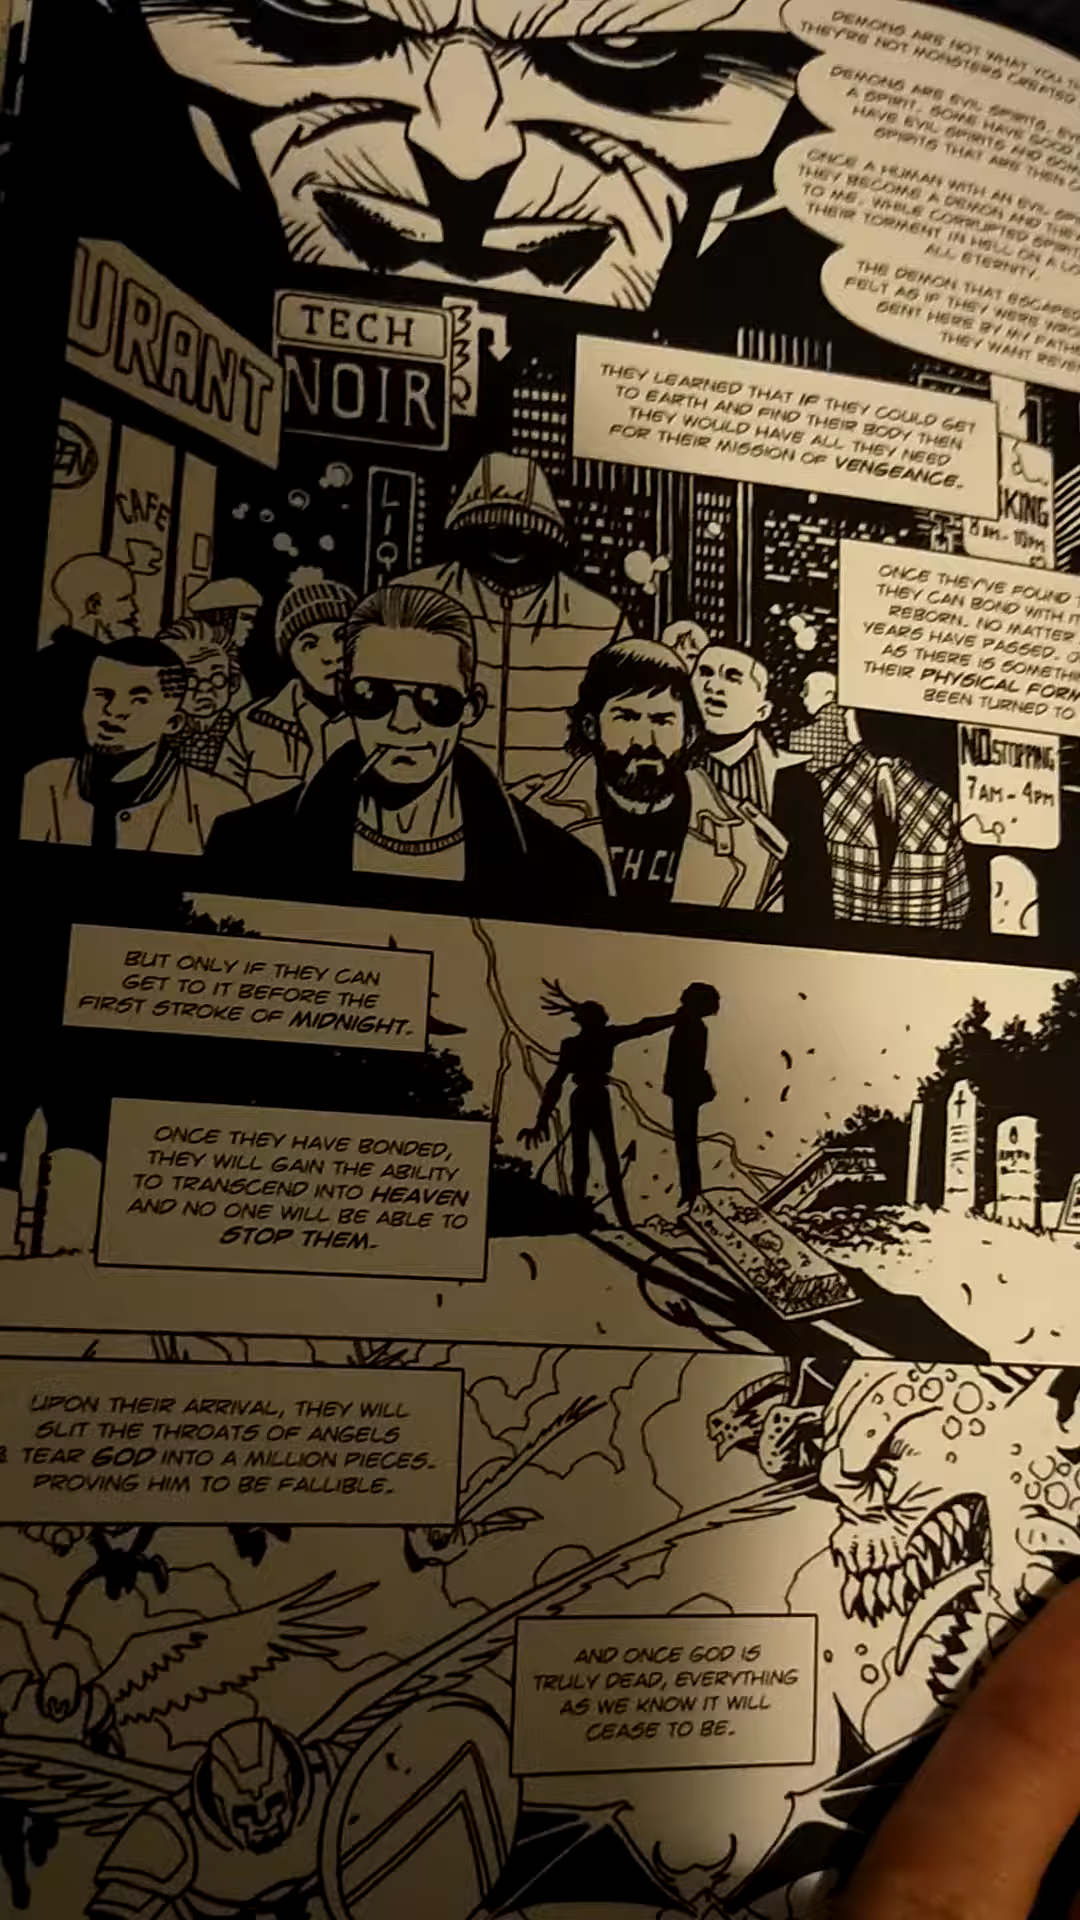 DEMONS ARE NOT WHAT YOU
THEY'RE NOT MONSTERS CREATED
DEMONS ARE EVIL SPIRITS.
A SPIRIT. SOME HAVE GOOD
HAVE EVIL SPIRITS AND SOME
SPIRITS THAT ARE THEN
ONCE A HUMAN WITH AN EVIL
THEY BECOME A DEMON AND
TO ME. WHILE CORRUPTED
THEIR TORMENT IN HELL ON A
ALL ETERNITY.
THE DEMON THAT ESCAPED
FELT AS IF THEY WERE
SENT HERE BY MY
THEY WANT
URANT
TECH
NOIR
CAFE
THEY LEARNED THAT IF THEY COULD GET
TO EARTH AND FIND THEIR BODY THEN
THEY WOULD HAVE ALL THEY NEED
FOR THEIR MISSION OF VENGEANCE.
LIQ
KING
8AM - 10PM
ONCE THEY'VE FOUND
THEY CAN BOND WITH IT
REBORN. NO MATTER
YEARS HAVE PASSED.
AS THERE IS
THEIR PHYSICAL FORM
BEEN TURNED TO
NO STOPPING
7AM - 4PM
TH CL
BUT ONLY IF THEY CAN
GET TO IT BEFORE THE
FIRST STROKE OF MIDNIGHT.
ONCE THEY HAVE BONDED,
THEY WILL GAIN THE ABILITY
TO TRANSCEND INTO HEAVEN
AND NO ONE WILL BE ABLE TO
STOP THEM.
UPON THEIR ARRIVAL, THEY WILL
SLIT THE THROATS OF ANGELS
& TEAR GOD INTO A MILLION PIECES.
PROVING HIM TO BE FALLIBLE.
AND ONCE GOD IS
TRULY DEAD, EVERYTHING
AS WE KNOW IT WILL
CEASE TO BE.